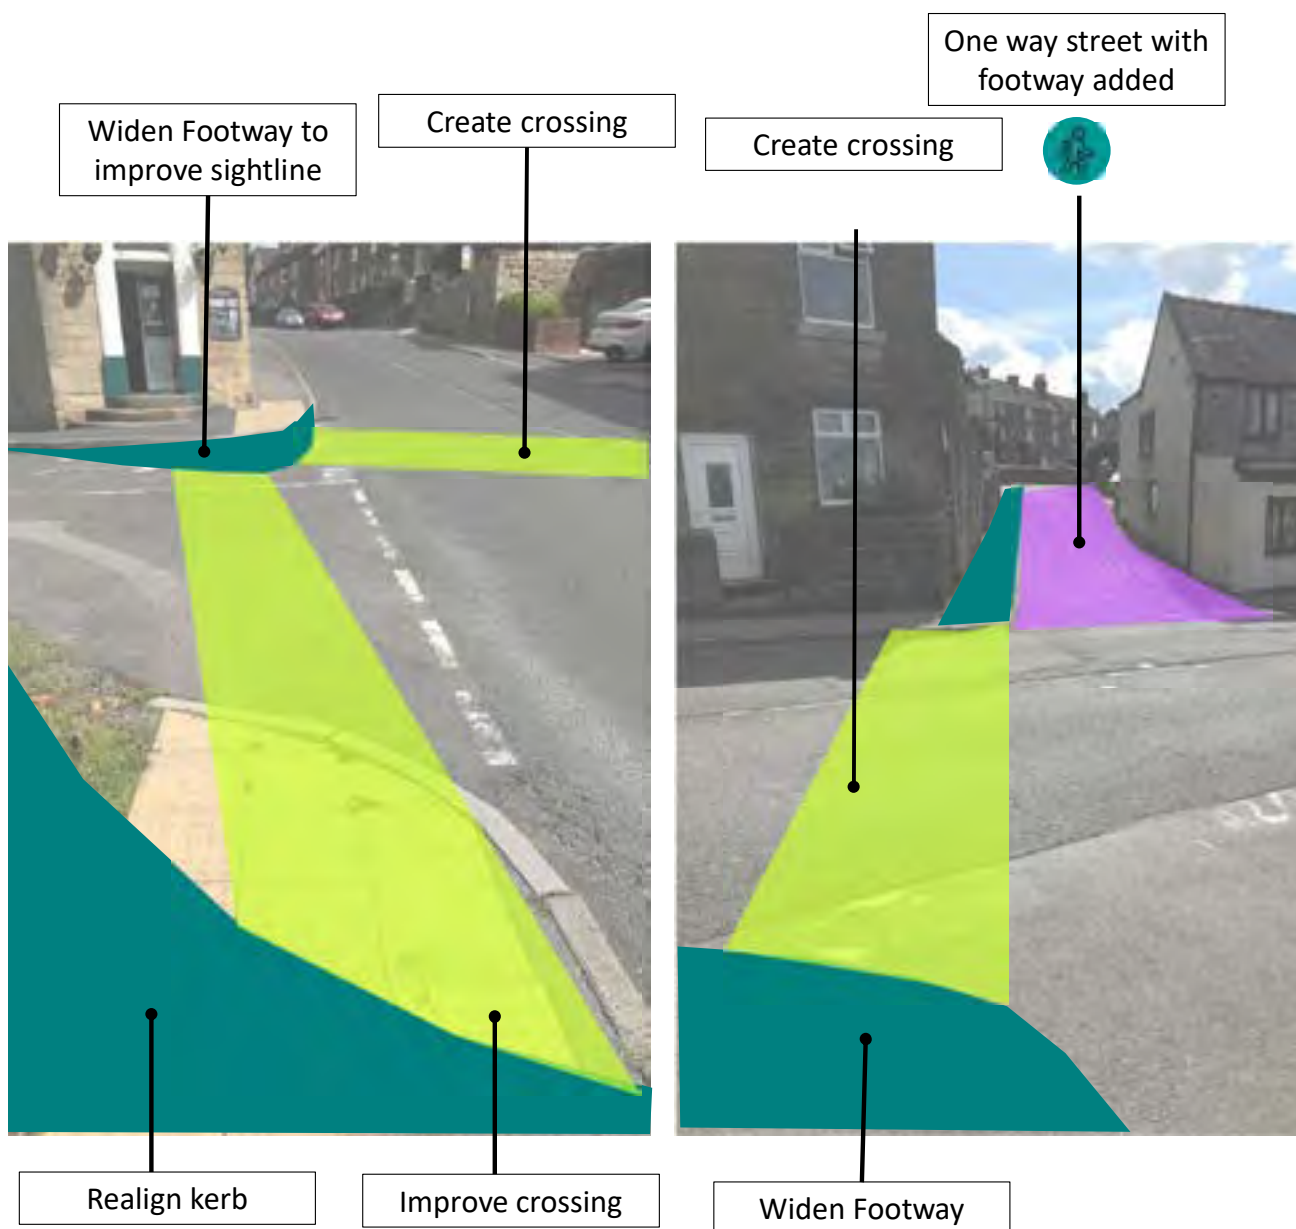 One way street with
footway added
Widen Footway to
improve sightline
Create crossing
Create crossing
Realign kerb
Improve crossing
Widen Footway